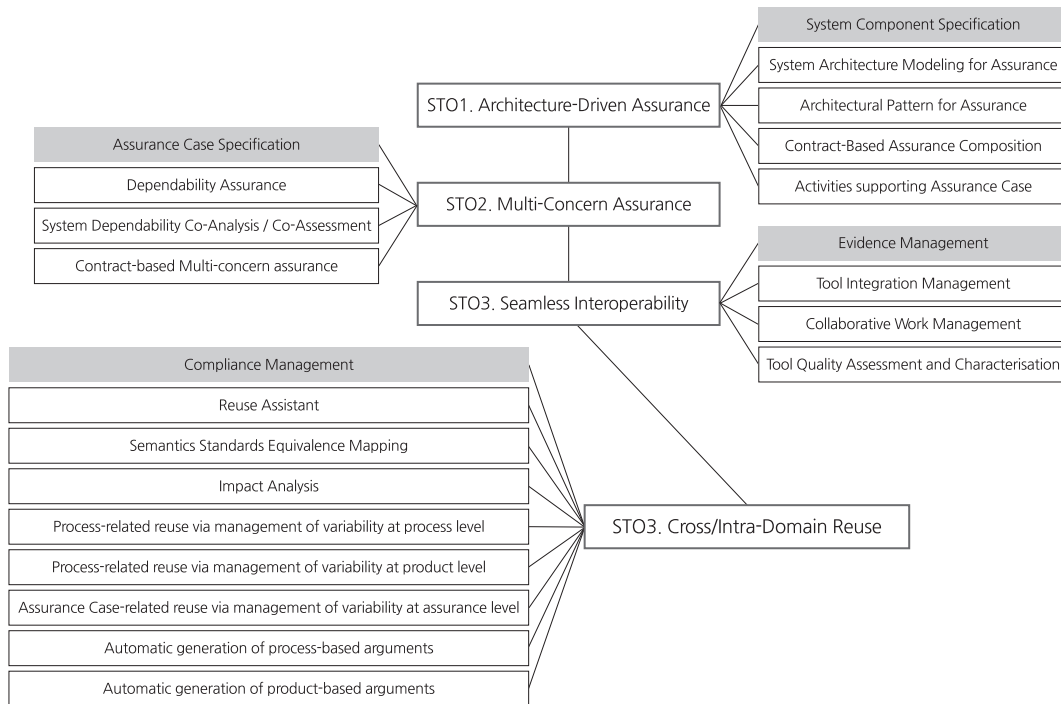 System Component Specification
System Architecture Modeling for Assurance
STO1. Architecture-Driven Assurance
Architectural Pattern for Assurance
Contract-Based Assurance Composition
Activities supporting Assurance Case
Assurance Case Specification
Dependability Assurance
STO2. Multi-Concern Assurance
System Dependability Co-Analysis / Co-Assessment
Contract-based Multi-concern assurance
Evidence Management
Tool Integration Management
STO3. Seamless Interoperability
Collaborative Work Management
Tool Quality Assessment and Characterisation
Compliance Management
Reuse Assistant
Semantics Standards Equivalence Mapping
Impact Analysis
Process-related reuse via management of variability at process level
STO3. Cross/Intra-Domain Reuse
Process-related reuse via management of variability at product level
Assurance Case-related reuse via management of variability at assurance level
Automatic generation of process-based arguments
Automatic generation of product-based arguments